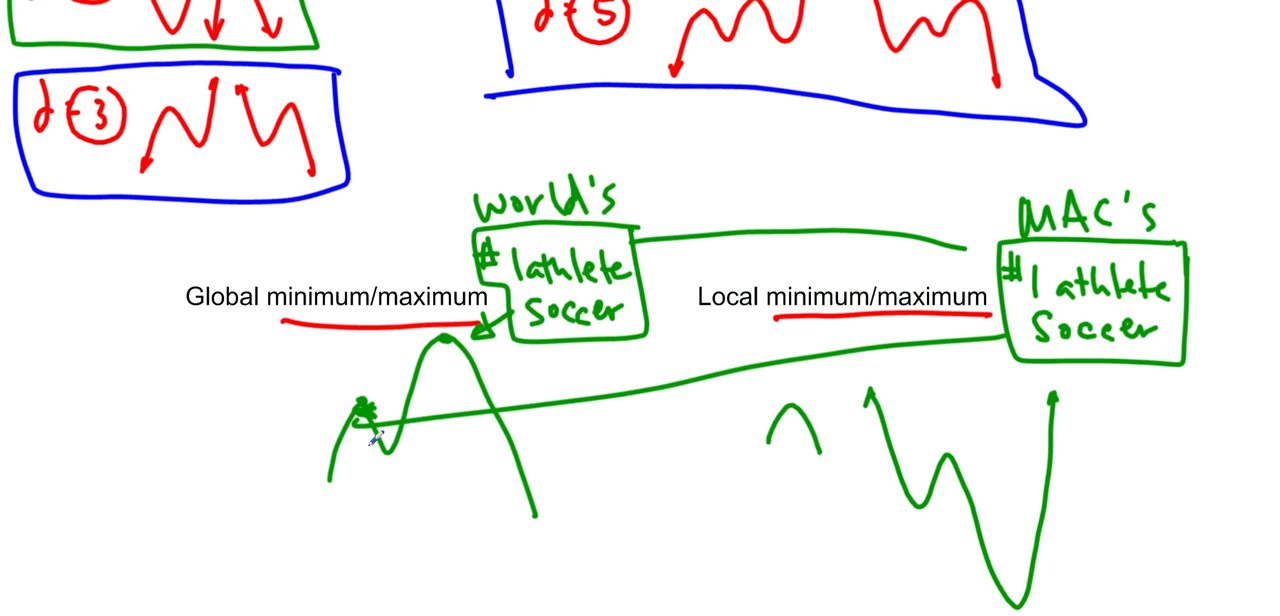 d = 5
d = 3
World's
# 1 athlete
Soccer
MAC's
# 1 athlete
Soccer
Global minimum/maximum
Local minimum/maximum